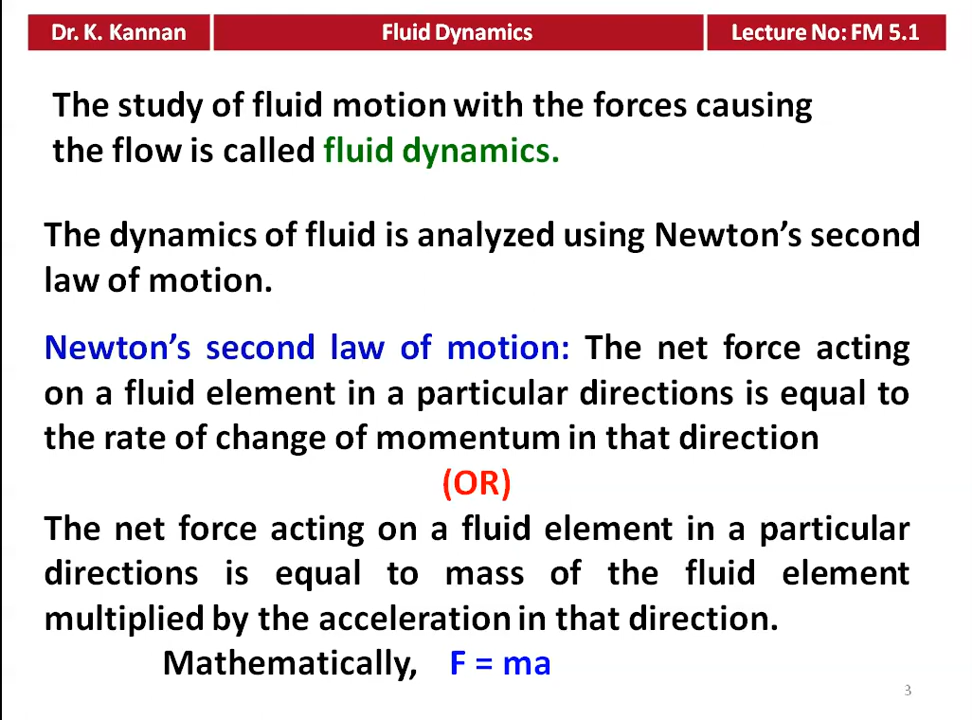 Dr. K. Kannan
Fluid Dynamics
Lecture No: FM 5.1
The study of fluid motion with the forces causing
the flow is called fluid dynamics.
The dynamics of fluid is analyzed using Newton’s second
law of motion.
Newton’s second law of motion: The net force acting
on a fluid element in a particular directions is equal to
the rate of change of momentum in that direction
(OR)
The net force acting on a fluid element in a particular
directions is equal to mass of the fluid element
multiplied by the acceleration in that direction.
Mathematically, F = ma
3